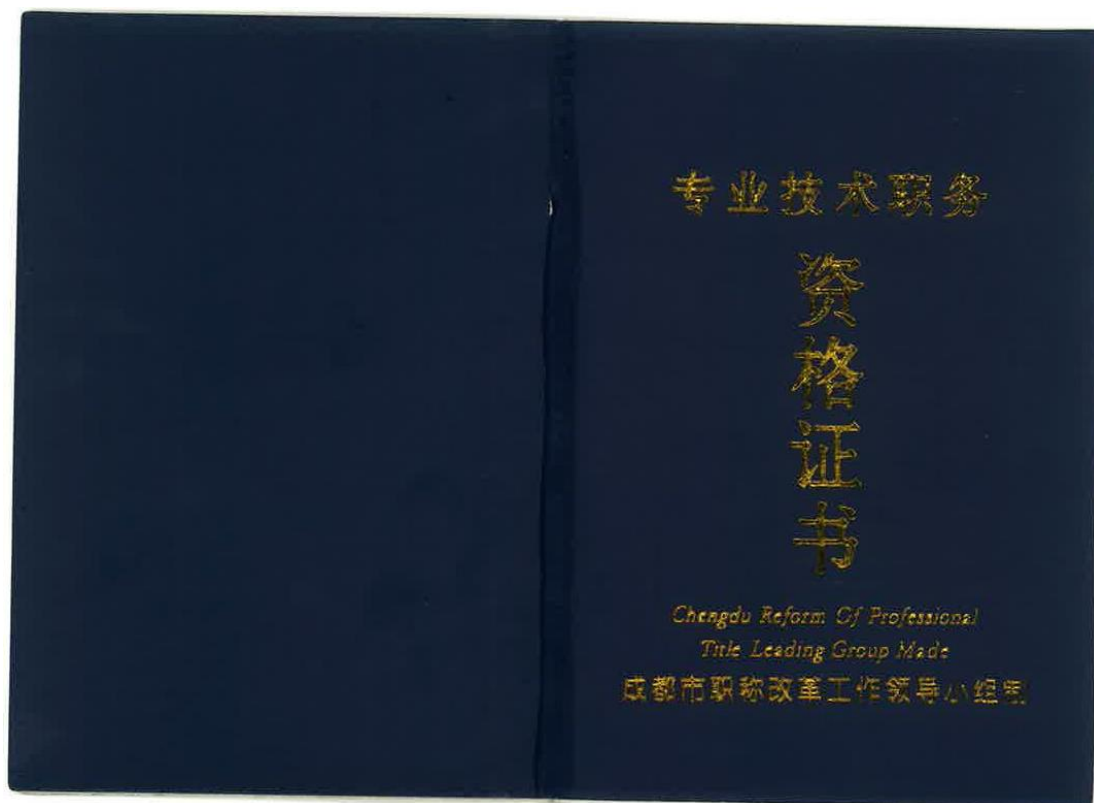 专业技术职务
资格证书
Chengdu Reform Of Professional
Title Leading Group Made
成都市职称改革工作领导小组制